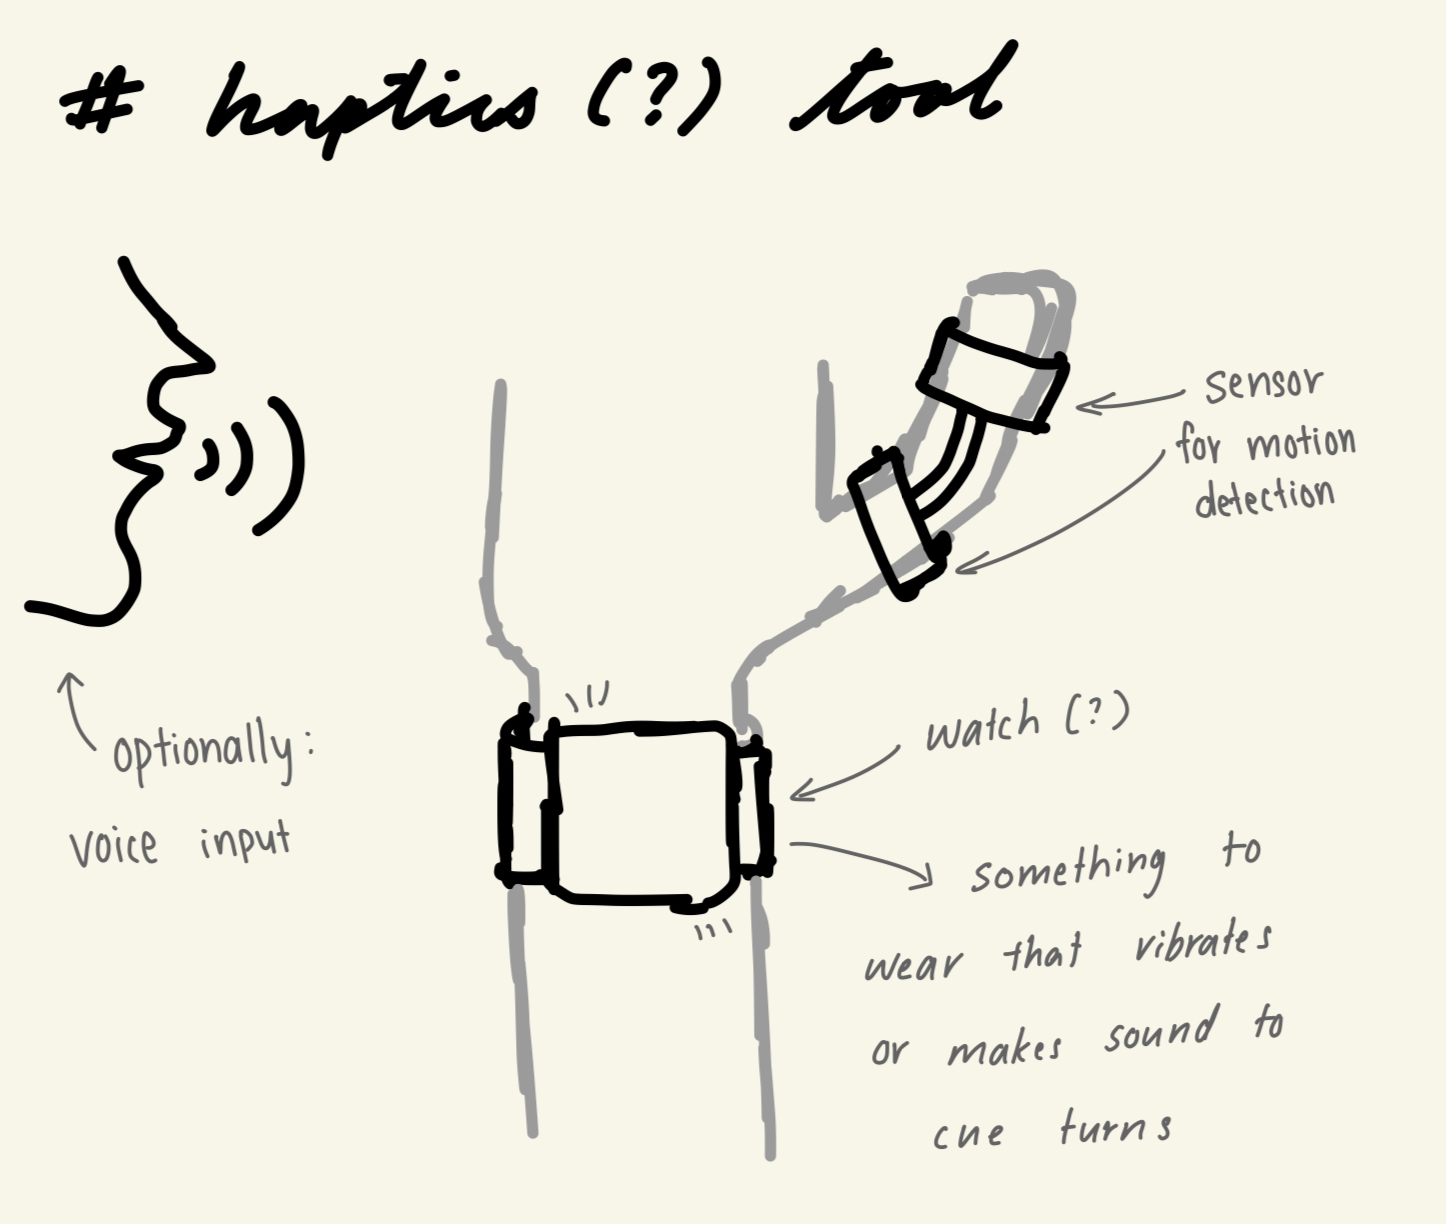 # haptics (?) tool
sensor
for motion
detection
optionally:
voice input
watch (?)
something to
wear that vibrates
or makes sound to
cue turns